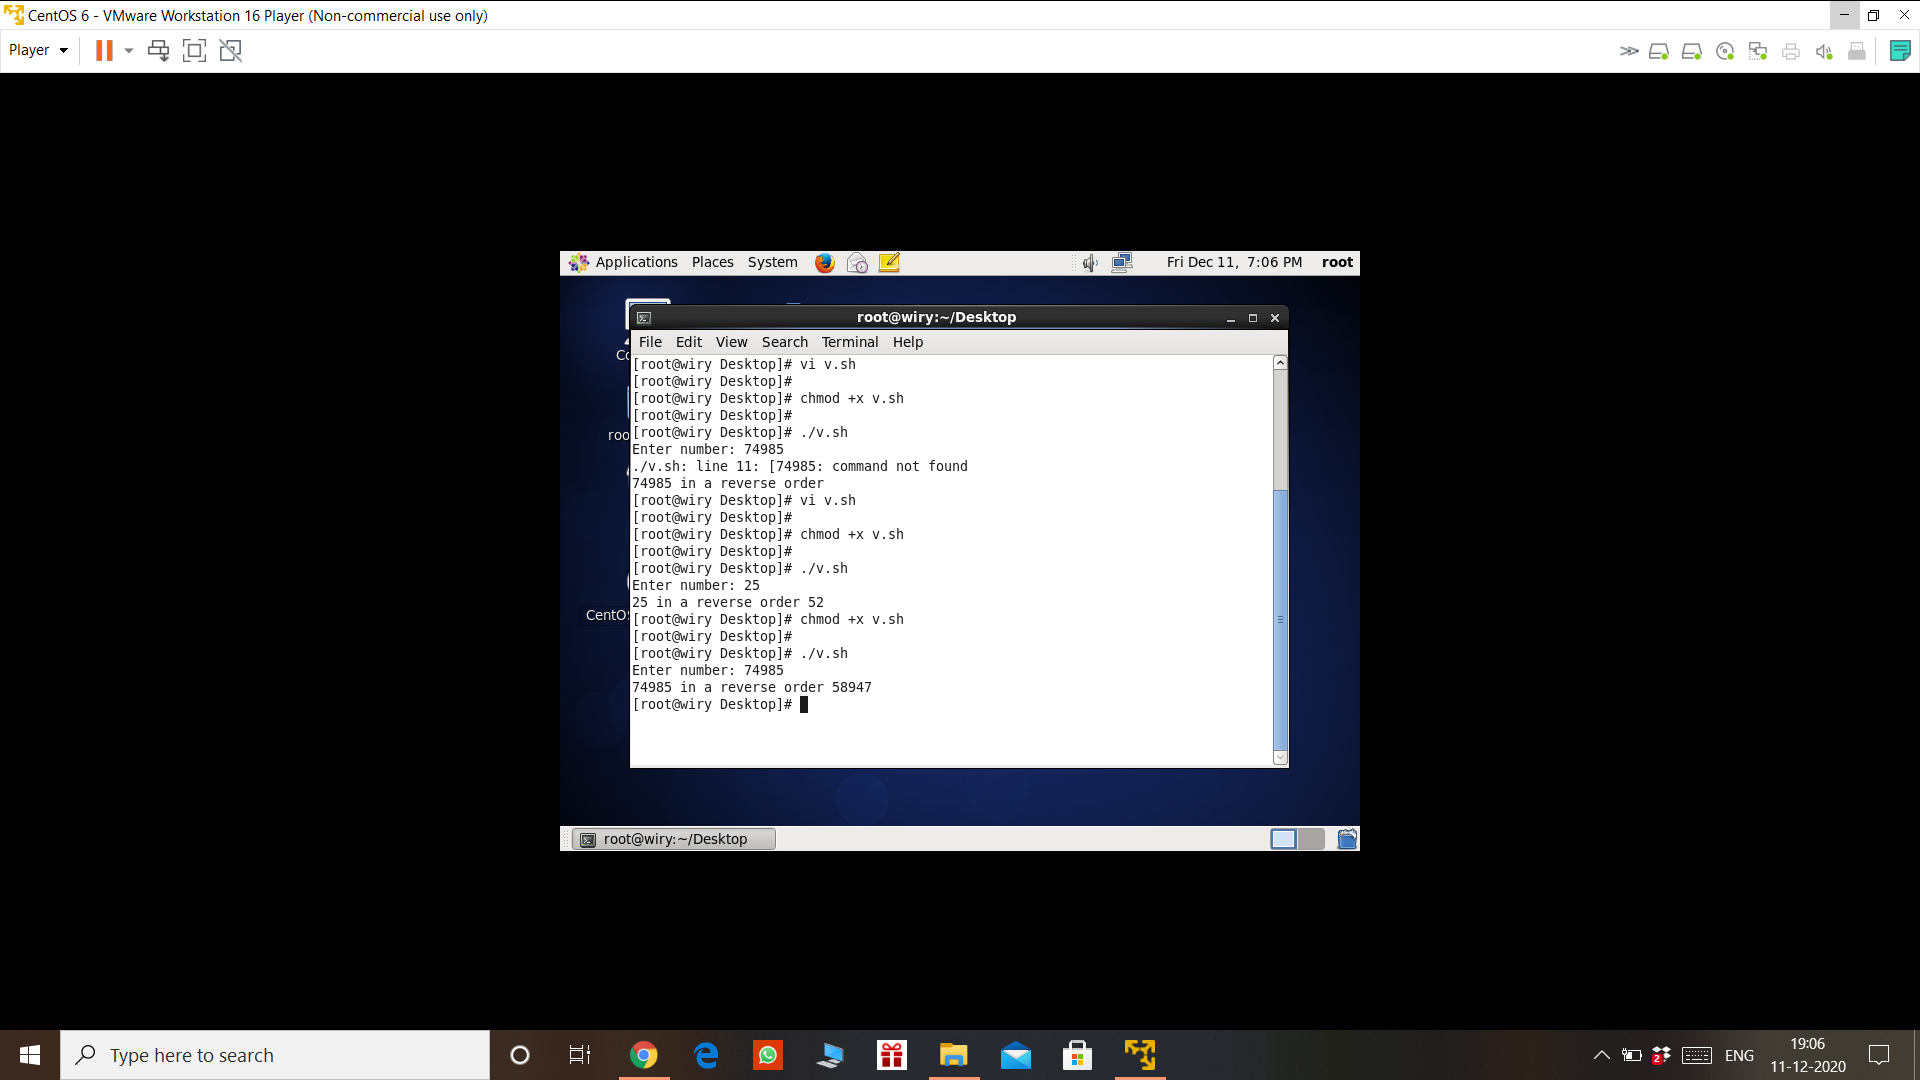 CentOS 6 - VMware Workstation 16 Player (Non-commercial use only)
Player
Applications Places System Fri Dec 11, 7:06 PM root
root@wiry:~/Desktop
File Edit View Search Terminal Help
[root@wiry Desktop]# vi v.sh
[root@wiry Desktop]#
[root@wiry Desktop]# chmod +x v.sh
[root@wiry Desktop]#
[root@wiry Desktop]# ./v.sh
Enter number: 74985
./v.sh: line 11: [74985: command not found
74985 in a reverse order
[root@wiry Desktop]# vi v.sh
[root@wiry Desktop]#
[root@wiry Desktop]# chmod +x v.sh
[root@wiry Desktop]#
[root@wiry Desktop]# ./v.sh
Enter number: 25
25 in a reverse order 52
[root@wiry Desktop]# chmod +x v.sh
[root@wiry Desktop]#
[root@wiry Desktop]# ./v.sh
Enter number: 74985
74985 in a reverse order 58947
[root@wiry Desktop]#
CentOS
root@wiry:~/Desktop
Type here to search
2
ENG
19:06
11-12-2020